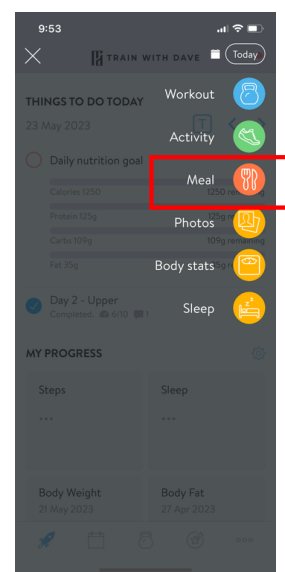 9:53
TRAIN WITH DAVE
Today
THINGS TO DO TODAY
Workout
23 May 2023
T
Activity
Daily nutrition goal
Meal
Calories 1250
1250 remaining
Protein 125g
125g remaining
Photos
Carbs 109g
109g remaining
Fat 35g
Body stats
Day 2 - Upper
Sleep
Completed, 6/10 1
MY PROGRESS
Steps
Sleep
...
...
Body Weight
Body Fat
21 May 2023
27 Apr 2023